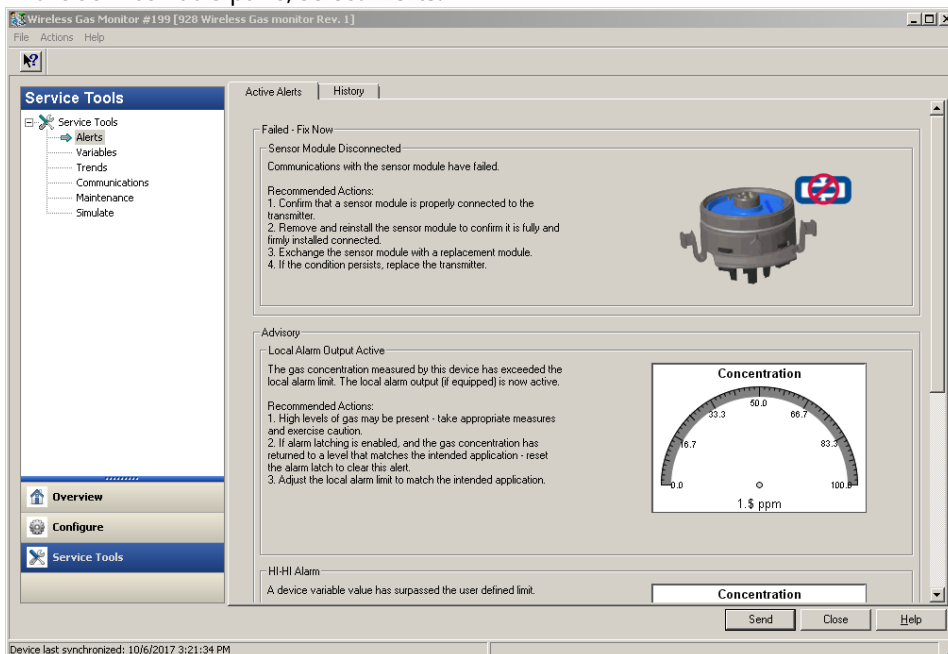 Wireless Gas Monitor #199 [928 Wireless Gas monitor Rev. 1]
File Actions Help
Service Tools
Service Tools
Alerts
Variables
Trends
Communications
Maintenance
Simulate
Overview
Configure
Service Tools
Active Alerts
History
Failed - Fix Now
Sensor Module Disconnected
Communications with the sensor module have failed.
Recommended Actions:
1. Confirm that a sensor module is properly connected to the
transmitter.
2. Remove and reinstall the sensor module to confirm it is fully and
firmly installed connected.
3. Exchange the sensor module with a replacement module.
4. If the condition persists, replace the transmitter.
Advisory
Local Alarm Output Active
The gas concentration measured by this device has exceeded the
local alarm limit. The local alarm output (if equipped) is now active.
Recommended Actions:
1. High levels of gas may be present - take appropriate measures
and exercise caution.
2. If alarm latching is enabled, and the gas concentration has
returned to a level that matches the intended application - reset
the alarm latch to clear this alert.
3. Adjust the local alarm limit to match the intended application.
Concentration
50.0
33.3
66.7
16.7
83.3
0.0
100.0
1.$ ppm
HI-HI Alarm
A device variable value has surpassed the user defined limit.
Concentration
Send
Close
Help
Device last synchronized: 10/6/2017 3:21:34 PM